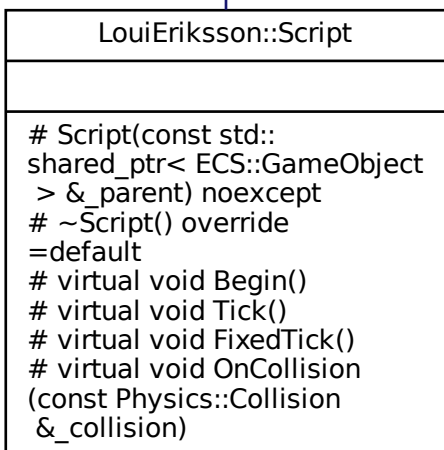 LouiEriksson::Script
# Script(const std::
shared_ptr< ECS::GameObject
> &_parent) noexcept
# ~Script() override
=default
# virtual void Begin()
# virtual void Tick()
# virtual void FixedTick()
# virtual void OnCollision
(const Physics::Collision
&_collision)